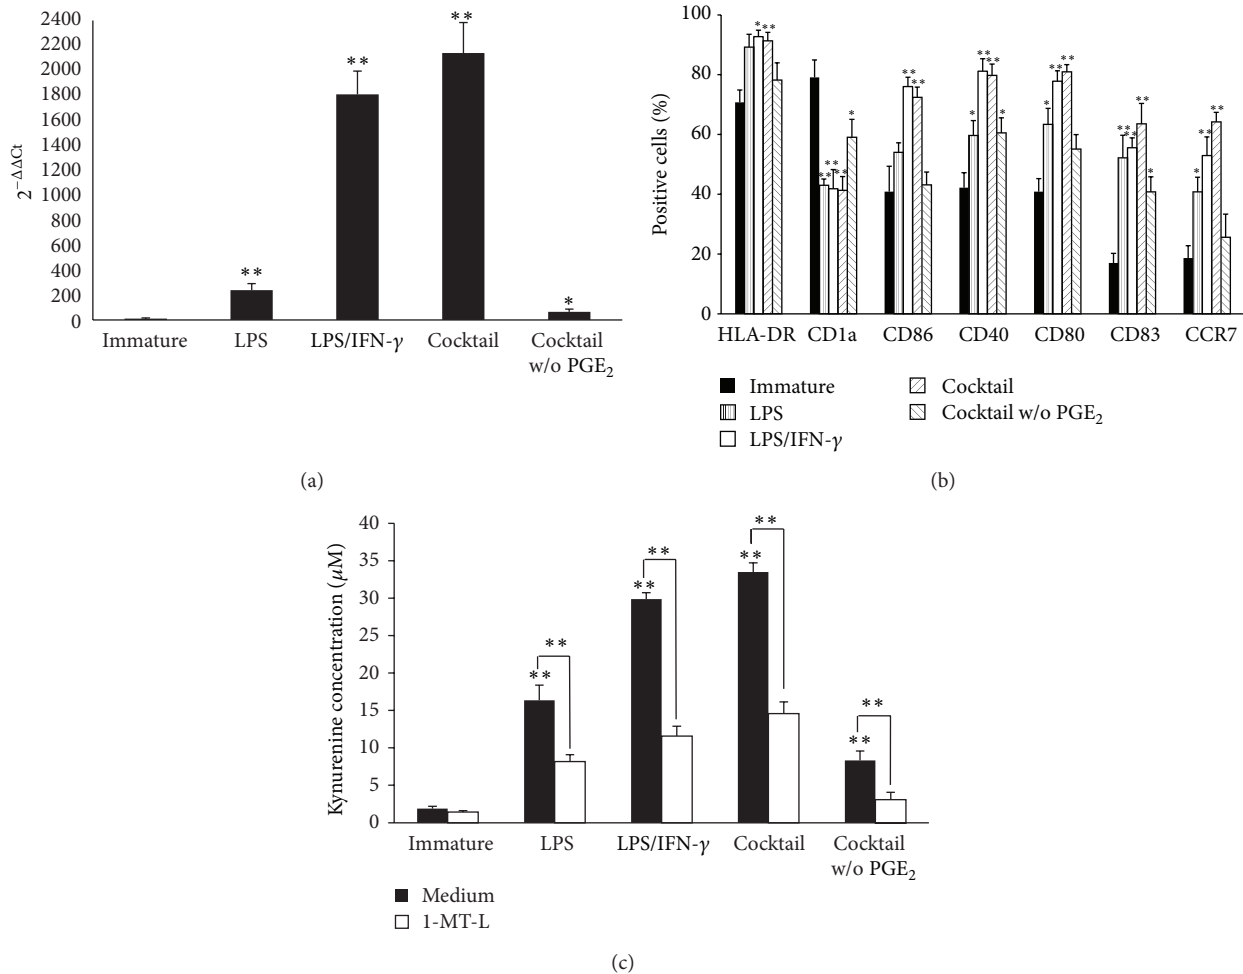 2400
2200
2000
1800
1600
1400
1200
1000
800
600
400
200
0
2^−ΔΔCt
**
**
**
*
Immature LPS LPS/IFN-γ Cocktail Cocktail
w/o PGE₂
(a)
100
80
60
40
20
0
Positive cells (%)
* **
** ** ** *
** **
* ** ** *
* ** **
** ** ** *
* ** **
HLA-DR CD1a CD86 CD40 CD80 CD83 CCR7
Immature
LPS
LPS/IFN-γ
Cocktail
Cocktail w/o PGE₂
(b)
40
35
30
25
20
15
10
5
0
Kynurenine concentration (μM)
** **
** **
** **
** **
Immature LPS LPS/IFN-γ Cocktail Cocktail
w/o PGE₂
Medium
1-MT-L
(c)